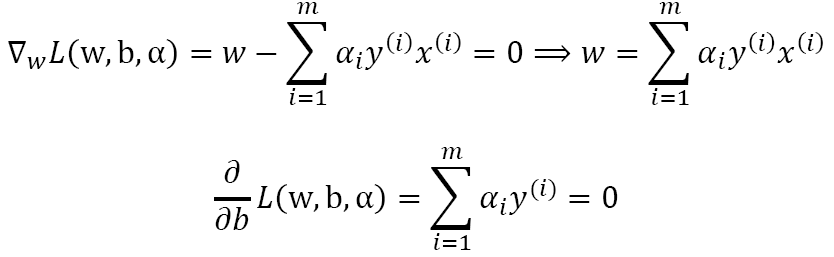 ∇_w L(w, b, α) = w − ∑_{i=1}^{m} α_i y^{(i)} x^{(i)} = 0 ⟹ w = ∑_{i=1}^{m} α_i y^{(i)} x^{(i)}
∂/∂b L(w, b, α) = ∑_{i=1}^{m} α_i y^{(i)} = 0